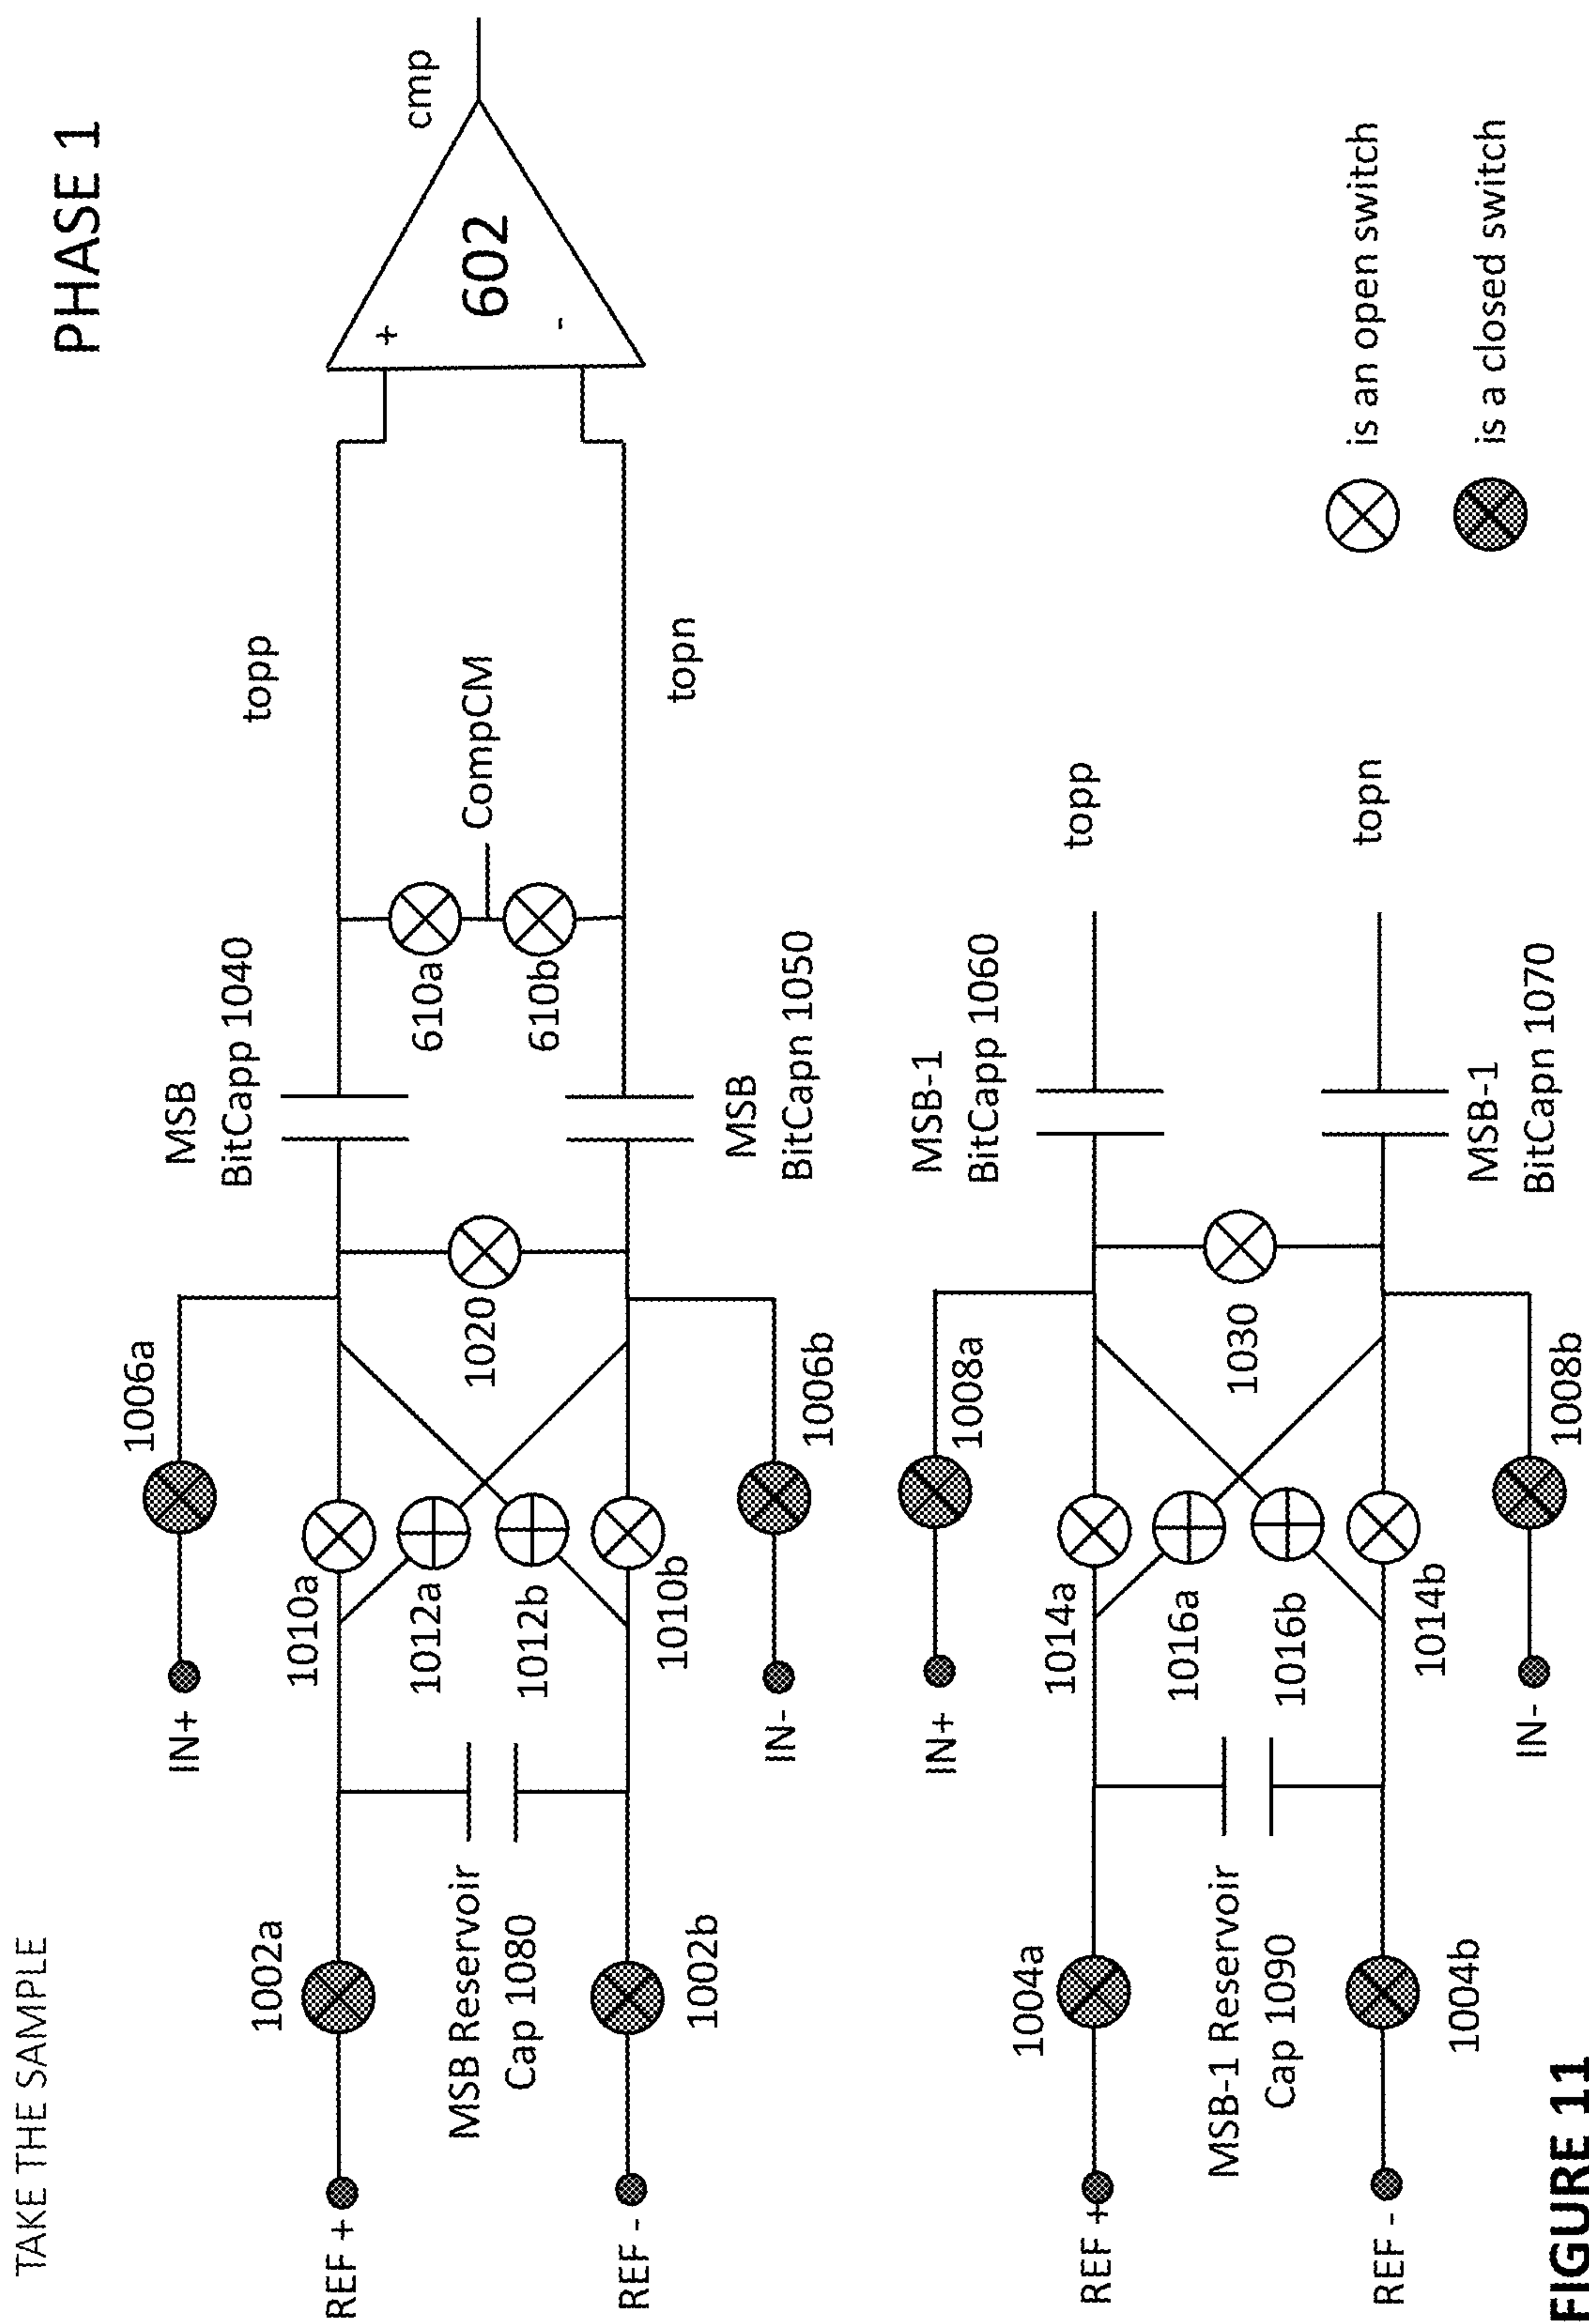 TAKE THE SAMPLE
PHASE 1
REF +
1002a
MSB Reservoir
Cap 1080
REF -
1002b
IN+
1006a
1010a
1012a
1012b
1010b
IN-
1006b
1020
MSB
BitCapp 1040
MSB
BitCapn 1050
610a
610b
CompCM
topp
topn
+
-
602
cmp
REF +
1004a
MSB-1 Reservoir
Cap 1090
REF -
1004b
IN+
1008a
1014a
1016a
1016b
1014b
IN-
1008b
1030
MSB-1
BitCapp 1060
MSB-1
BitCapn 1070
topp
topn
is an open switch
is a closed switch
FIGURE 11